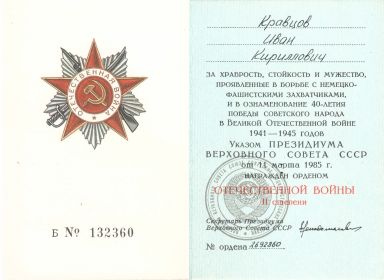 ОТЕЧЕСТВЕННАЯ ВОЙНА
Б № 132360
Кравцов
Иван
Кириллович
ЗА ХРАБРОСТЬ, СТОЙКОСТЬ И МУЖЕСТВО,
ПРОЯВЛЕННЫЕ В БОРЬБЕ С НЕМЕЦКО-
ФАШИСТСКИМИ ЗАХВАТЧИКАМИ,
И В ОЗНАМЕНОВАНИЕ 40-ЛЕТИЯ
ПОБЕДЫ СОВЕТСКОГО НАРОДА
В ВЕЛИКОЙ ОТЕЧЕСТВЕННОЙ ВОЙНЕ
1941—1945 ГОДОВ
УКАЗОМ ПРЕЗИДИУМА
ВЕРХОВНОГО СОВЕТА СССР
от 11 марта 1985 г.
НАГРАЖДЁН ОРДЕНОМ
ОТЕЧЕСТВЕННОЙ ВОЙНЫ
II степени
Секретарь Президиума
Верховного Совета СССР
№ ордена 1692360